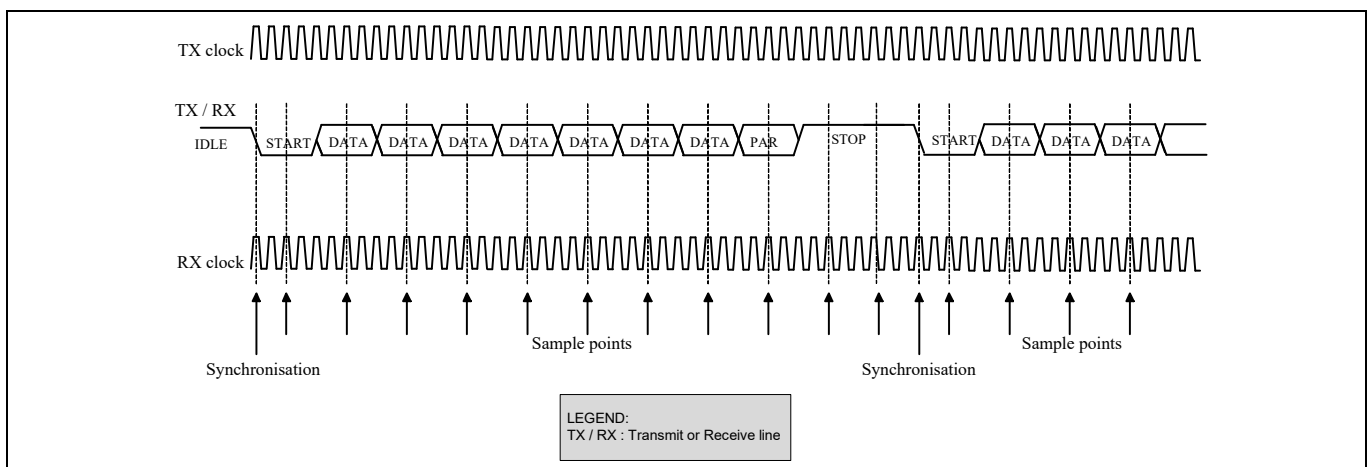 TX clock
TX / RX
IDLE START DATA DATA DATA DATA DATA DATA DATA PAR STOP START DATA DATA DATA
RX clock
Sample points Sample points
Synchronisation Synchronisation
LEGEND:
TX / RX : Transmit or Receive line